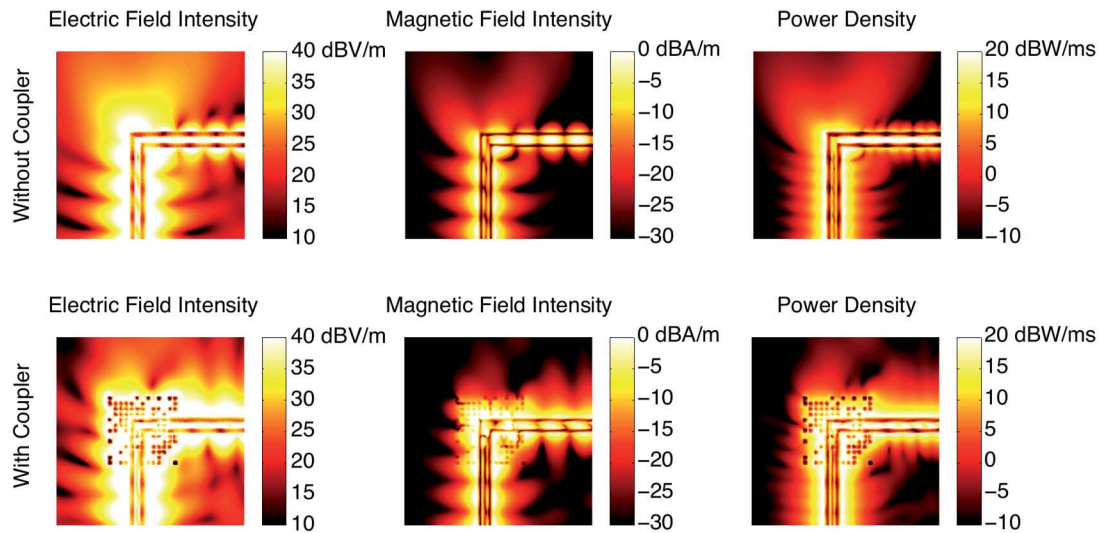 Electric Field Intensity
Magnetic Field Intensity
Power Density
Without Coupler
40 dBV/m
35
30
25
20
15
10
0 dBA/m
−5
−10
−15
−20
−25
−30
20 dBW/ms
15
10
5
0
−5
−10
Electric Field Intensity
Magnetic Field Intensity
Power Density
With Coupler
40 dBV/m
35
30
25
20
15
10
0 dBA/m
−5
−10
−15
−20
−25
−30
20 dBW/ms
15
10
5
0
−5
−10